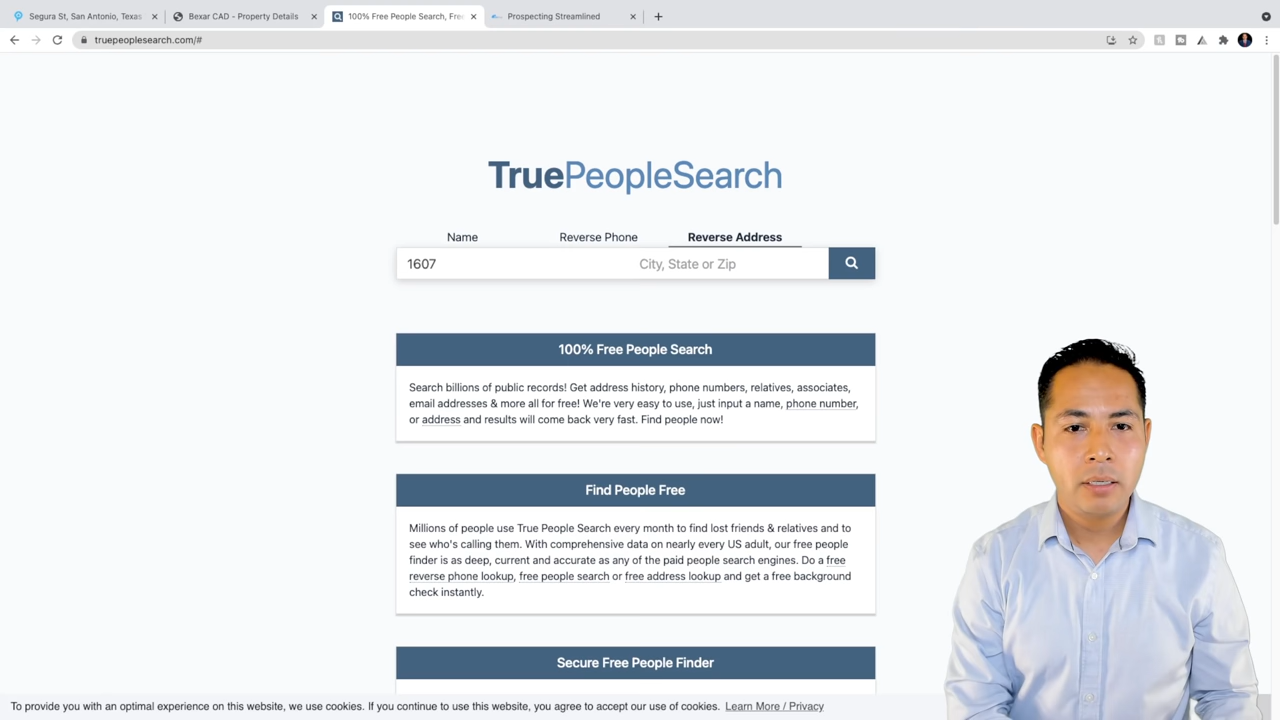 Segura St, San Antonio, Texas
Bexar CAD - Property Details
100% Free People Search, Fre
Prospecting Streamlined
truepeoplesearch.com/#
TruePeopleSearch
Name
Reverse Phone
Reverse Address
1607
City, State or Zip
100% Free People Search
Search billions of public records! Get address history, phone numbers, relatives, associates,
email addresses & more all for free! We're very easy to use, just input a name, phone number,
or address and results will come back very fast. Find people now!
Find People Free
Millions of people use True People Search every month to find lost friends & relatives and to
see who's calling them. With comprehensive data on nearly every US adult, our free people
finder is as deep, current and accurate as any of the paid people search engines. Do a free
reverse phone lookup, free people search or free address lookup and get a free background
check instantly.
Secure Free People Finder
To provide you with an optimal experience on this website, we use cookies. If you continue to use this website, you agree to accept our use of cookies. Learn More / Privacy